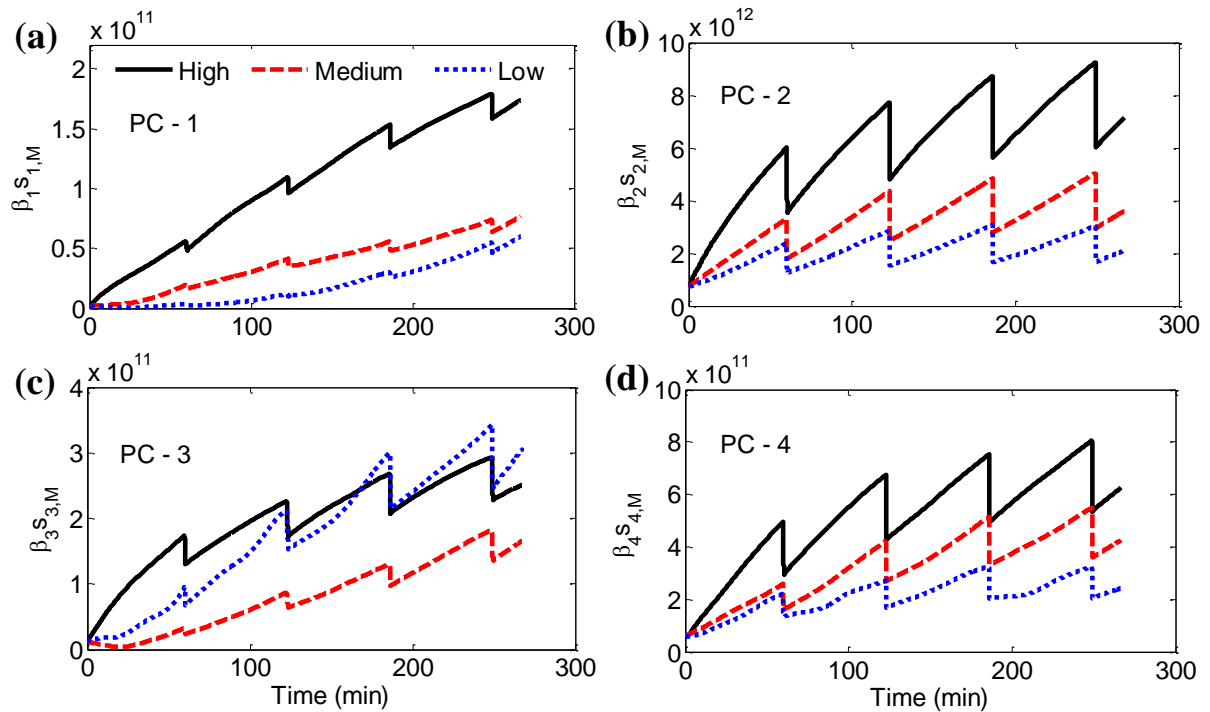 (a)
x 10^11
β1s1,M
2
1.5
1
0.5
0
High Medium Low
PC - 1
0 100 200 300
(b)
x 10^12
β2s2,M
10
8
6
4
2
0
PC - 2
0 100 200 300
(c)
x 10^11
β3s3,M
4
3
2
1
0
PC - 3
0 100 200 300
Time (min)
(d)
x 10^11
β4s4,M
10
8
6
4
2
0
PC - 4
0 100 200 300
Time (min)